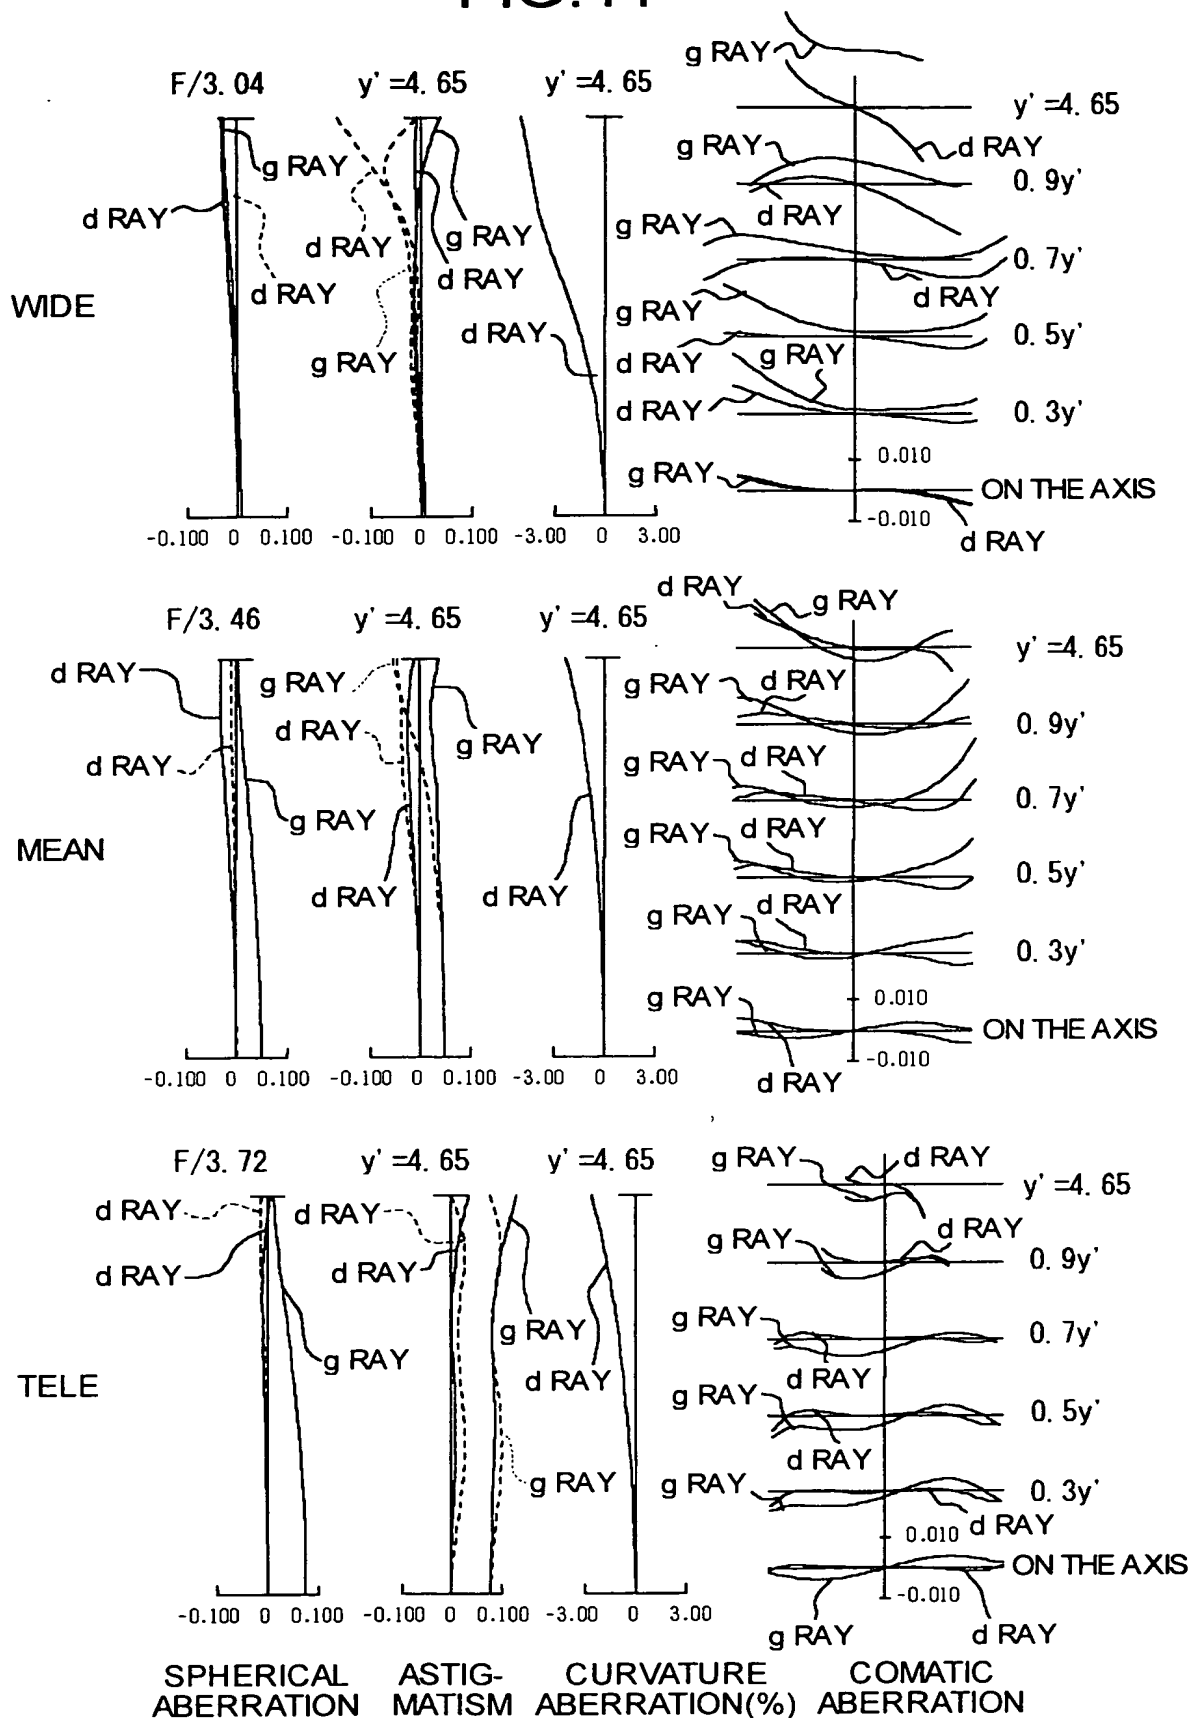 FIG. 11
F/3. 04
y' =4. 65
y' =4. 65
g RAY
y' =4. 65
g RAY
d RAY
g RAY
0. 9y'
d RAY
d RAY
d RAY
g RAY
g RAY
0. 7y'
d RAY
d RAY
d RAY
WIDE
g RAY
0. 5y'
d RAY
g RAY
d RAY
g RAY
d RAY
0. 3y'
0.010
g RAY
ON THE AXIS
-0.010
d RAY
-0.100 0 0.100
-0.100 0 0.100
-3.00 0 3.00
F/3. 46
y' =4. 65
y' =4. 65
d RAY
g RAY
y' =4. 65
d RAY
g RAY
g RAY
d RAY
0. 9y'
d RAY
g RAY
d RAY
g RAY
d RAY
0. 7y'
g RAY
g RAY
d RAY
MEAN
0. 5y'
d RAY
d RAY
g RAY
d RAY
0. 3y'
g RAY
0.010
ON THE AXIS
-0.010
d RAY
-0.100 0 0.100
-0.100 0 0.100
-3.00 0 3.00
F/3. 72
y' =4. 65
y' =4. 65
g RAY
d RAY
y' =4. 65
d RAY
d RAY
g RAY
d RAY
0. 9y'
d RAY
d RAY
g RAY
g RAY
0. 7y'
g RAY
d RAY
d RAY
TELE
g RAY
0. 5y'
d RAY
g RAY
g RAY
0. 3y'
0.010
d RAY
ON THE AXIS
-0.010
g RAY
d RAY
-0.100 0 0.100
-0.100 0 0.100
-3.00 0 3.00
SPHERICAL
ABERRATION
ASTIG-
MATISM
CURVATURE
ABERRATION(%)
COMATIC
ABERRATION